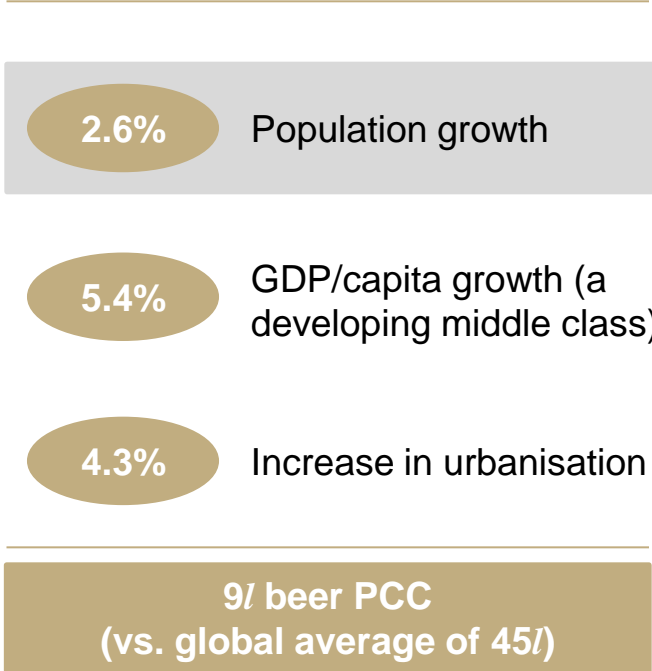 2.6%
Population growth
5.4%
GDP/capita growth (a
developing middle class)
4.3%
Increase in urbanisation
9l beer PCC
(vs. global average of 45l)